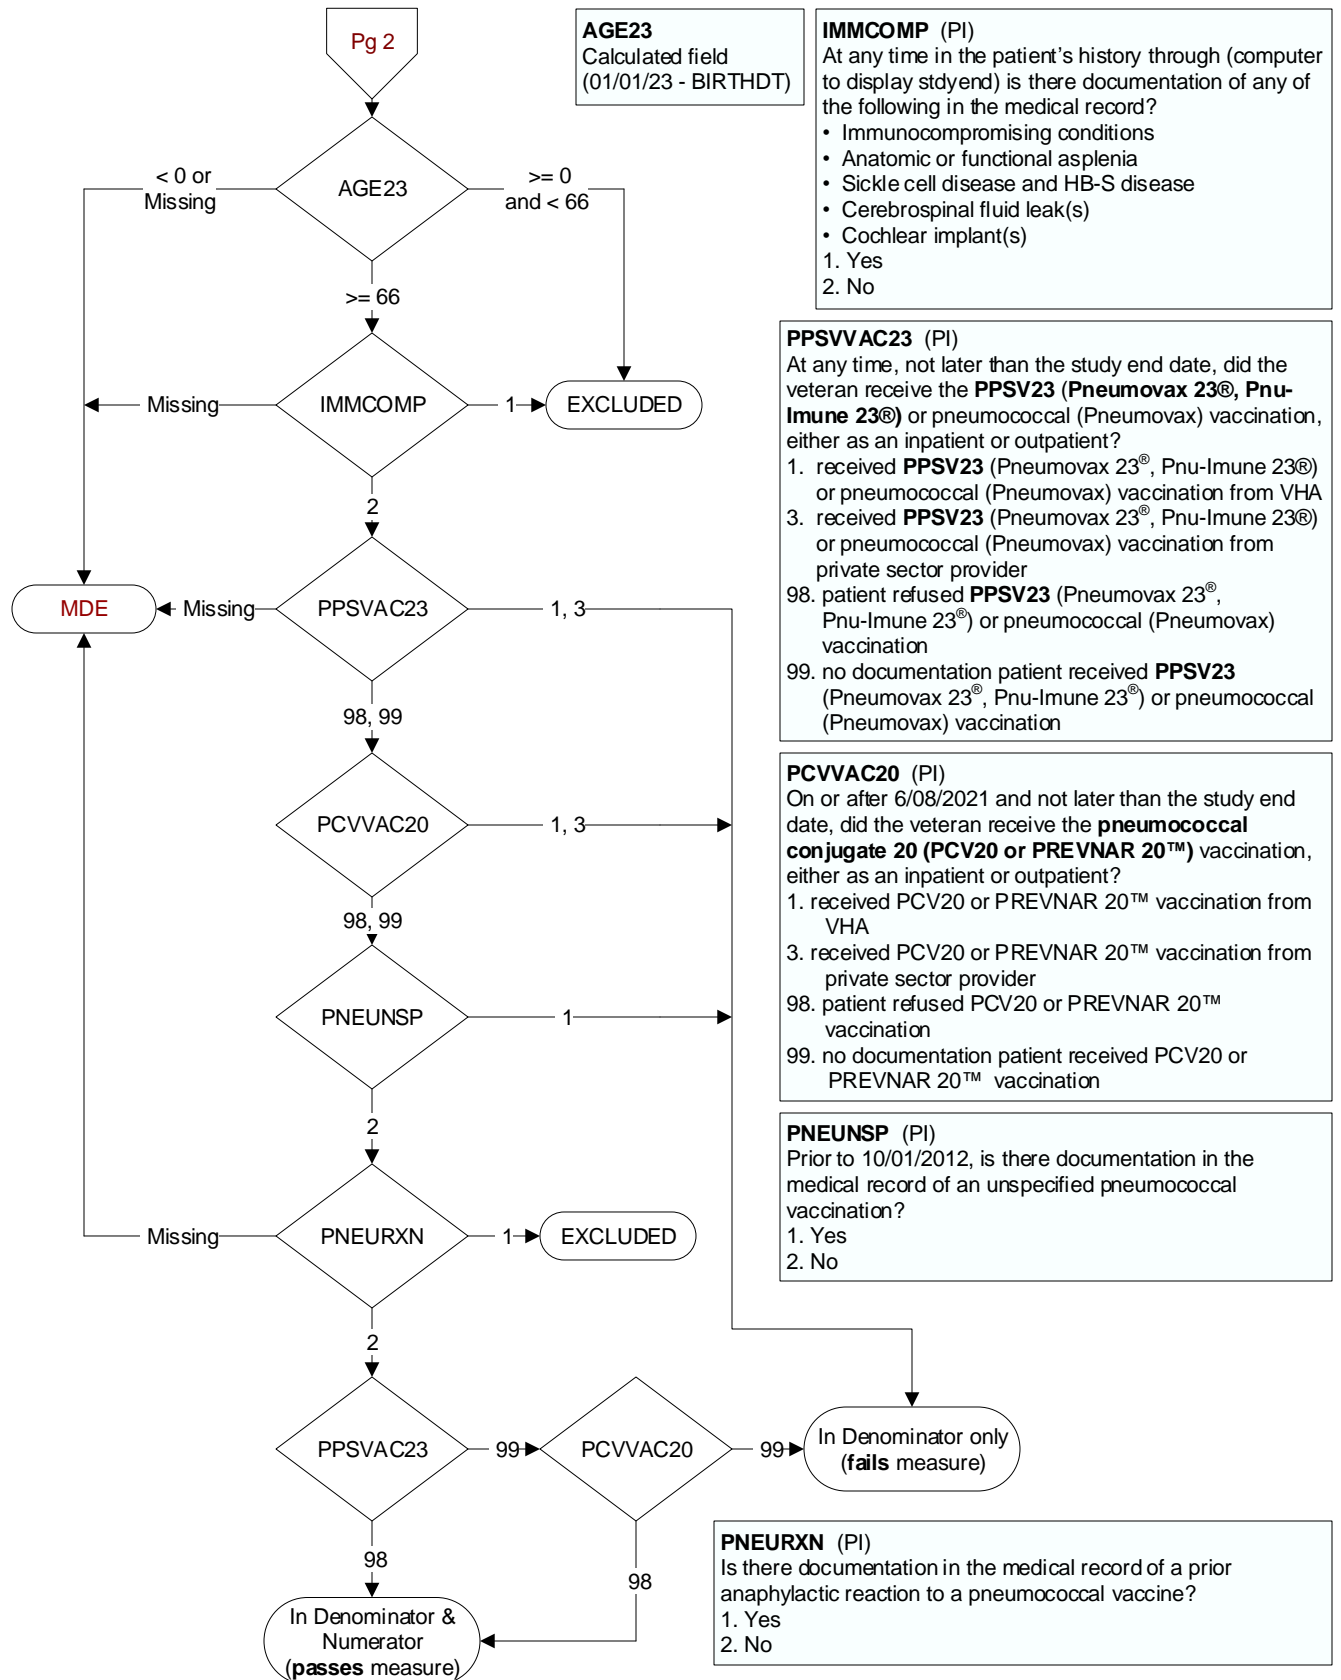 Pg 2
AGE23
Calculated field
(01/01/23 - BIRTHDT)
IMMCOMP (PI)
At any time in the patient's history through (computer
to display stdyend) is there documentation of any of
the following in the medical record?
• Immunocompromising conditions
• Anatomic or functional asplenia
• Sickle cell disease and HB-S disease
• Cerebrospinal fluid leak(s)
• Cochlear implant(s)
1. Yes
2. No
< 0 or
Missing
AGE23
>= 0
and < 66
>= 66
Missing
IMMCOMP
1
EXCLUDED
2
PPSVVAC23 (PI)
At any time, not later than the study end date, did the
veteran receive the PPSV23 (Pneumovax 23®, Pnu-
Imune 23®) or pneumococcal (Pneumovax) vaccination,
either as an inpatient or outpatient?
1. received PPSV23 (Pneumovax 23®, Pnu-Imune 23®)
or pneumococcal (Pneumovax) vaccination from VHA
3. received PPSV23 (Pneumovax 23®, Pnu-Imune 23®)
or pneumococcal (Pneumovax) vaccination from
private sector provider
98. patient refused PPSV23 (Pneumovax 23®,
Pnu-Imune 23®) or pneumococcal (Pneumovax)
vaccination
99. no documentation patient received PPSV23
(Pneumovax 23®, Pnu-Imune 23®) or pneumococcal
(Pneumovax) vaccination
MDE
Missing
PPSVAC23
1, 3
98, 99
PCVVAC20
1, 3
98, 99
PCVVAC20 (PI)
On or after 6/08/2021 and not later than the study end
date, did the veteran receive the pneumococcal
conjugate 20 (PCV20 or PREVNAR 20™) vaccination,
either as an inpatient or outpatient?
1. received PCV20 or PREVNAR 20™ vaccination from
VHA
3. received PCV20 or PREVNAR 20™ vaccination from
private sector provider
98. patient refused PCV20 or PREVNAR 20™
vaccination
99. no documentation patient received PCV20 or
PREVNAR 20™ vaccination
PNEUNSP
1
2
PNEUNSP (PI)
Prior to 10/01/2012, is there documentation in the
medical record of an unspecified pneumococcal
vaccination?
1. Yes
2. No
Missing
PNEURXN
1
EXCLUDED
2
PPSVAC23
99
PCVVAC20
99
In Denominator only
(fails measure)
98
98
In Denominator &
Numerator
(passes measure)
PNEURXN (PI)
Is there documentation in the medical record of a prior
anaphylactic reaction to a pneumococcal vaccine?
1. Yes
2. No